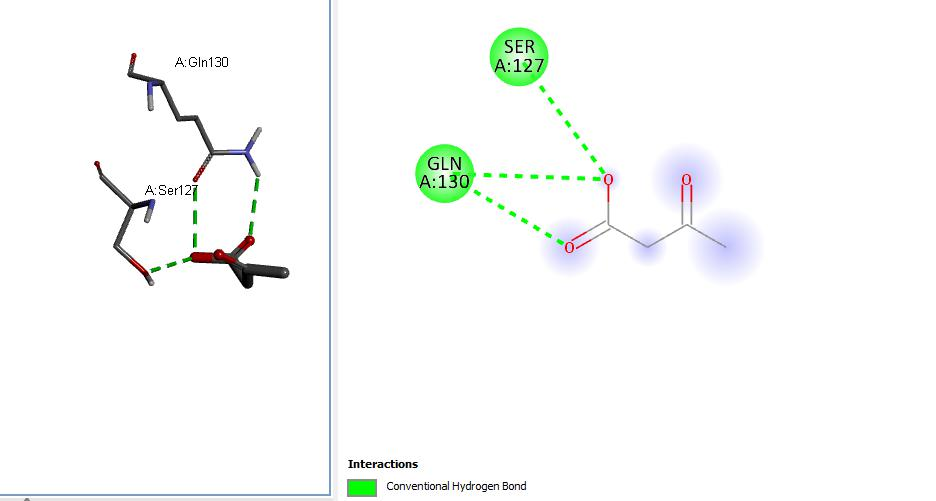 A:Gln130
A:Ser127
SER
A:127
GLN
A:130
O
O
O
Interactions
Conventional Hydrogen Bond